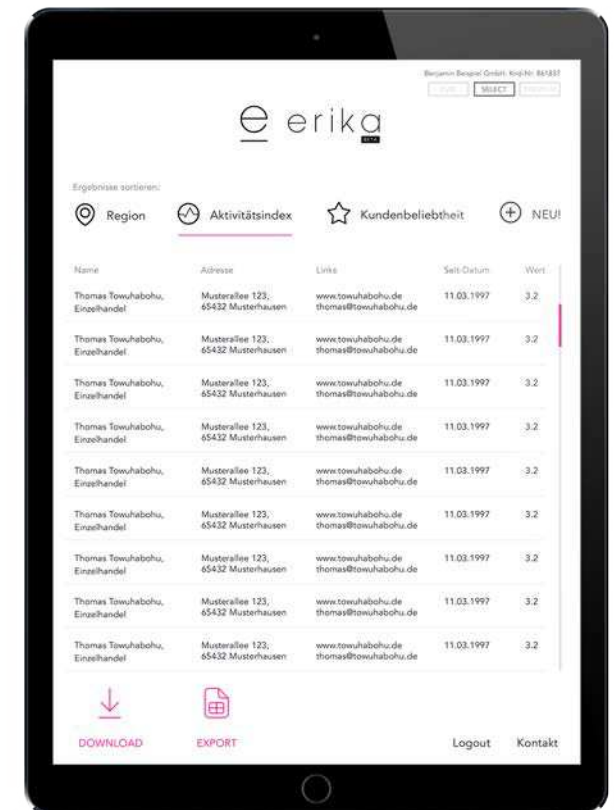 Benjamin Beispiel GmbH. Knd-Nr. 861837
SELECT
e erika
BETA
Ergebnisse sortieren:
Region Aktivitätsindex Kundenbeliebtheit NEU!
Name Adresse Links Seit-Datum Wert
Thomas Towuhabohu, Musterallee 123, www.towuhabohu.de 11.03.1997 3.2
Einzelhandel 65432 Musterhausen thomas@towuhabohu.de
Thomas Towuhabohu, Musterallee 123, www.towuhabohu.de 11.03.1997 3.2
Einzelhandel 65432 Musterhausen thomas@towuhabohu.de
Thomas Towuhabohu, Musterallee 123, www.towuhabohu.de 11.03.1997 3.2
Einzelhandel 65432 Musterhausen thomas@towuhabohu.de
Thomas Towuhabohu, Musterallee 123, www.towuhabohu.de 11.03.1997 3.2
Einzelhandel 65432 Musterhausen thomas@towuhabohu.de
Thomas Towuhabohu, Musterallee 123, www.towuhabohu.de 11.03.1997 3.2
Einzelhandel 65432 Musterhausen thomas@towuhabohu.de
Thomas Towuhabohu, Musterallee 123, www.towuhabohu.de 11.03.1997 3.2
Einzelhandel 65432 Musterhausen thomas@towuhabohu.de
Thomas Towuhabohu, Musterallee 123, www.towuhabohu.de 11.03.1997 3.2
Einzelhandel 65432 Musterhausen thomas@towuhabohu.de
Thomas Towuhabohu, Musterallee 123, www.towuhabohu.de 11.03.1997 3.2
Einzelhandel 65432 Musterhausen thomas@towuhabohu.de
Thomas Towuhabohu, Musterallee 123, www.towuhabohu.de 11.03.1997 3.2
Einzelhandel 65432 Musterhausen thomas@towuhabohu.de
DOWNLOAD EXPORT Logout Kontakt